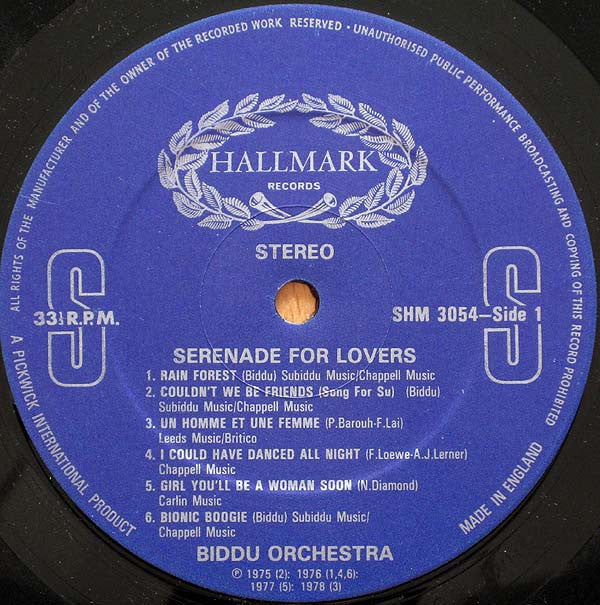 ALL RIGHTS OF THE MANUFACTURER AND OF THE OWNER OF THE RECORDED WORK RESERVED · UNAUTHORISED PUBLIC PERFORMANCE BROADCASTING AND COPYING OF THIS RECORD PROHIBITED
HALLMARK
RECORDS
STEREO
S
S
33⅓ R.P.M.
SHM 3054—Side 1
SERENADE FOR LOVERS
1. RAIN FOREST (Biddu) Subiddu Music/Chappell Music
2. COULDN'T WE BE FRIENDS (Song For Su) (Biddu)
Subiddu Music/Chappell Music
3. UN HOMME ET UNE FEMME (P.Barouh-F.Lai)
Leeds Music/Britico
4. I COULD HAVE DANCED ALL NIGHT (F.Loewe-A.J.Lerner)
Chappell Music
5. GIRL YOU'LL BE A WOMAN SOON (N.Diamond)
Carlin Music
6. BIONIC BOOGIE (Biddu) Subiddu Music/
Chappell Music
BIDDU ORCHESTRA
℗ 1975 (2): 1976 (1,4,6):
1977 (5): 1978 (3)
A PICKWICK INTERNATIONAL PRODUCT
MADE IN ENGLAND